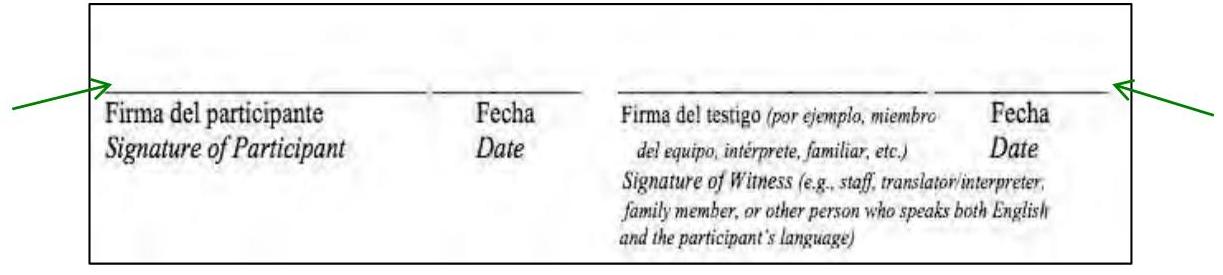 Firma del participante
Signature of Participant
Fecha
Date
Firma del testigo (por ejemplo, miembro
del equipo, intérprete, familiar, etc.)
Signature of Witness (e.g., staff, translator/interpreter,
family member, or other person who speaks both English
and the participant's language)
Fecha
Date